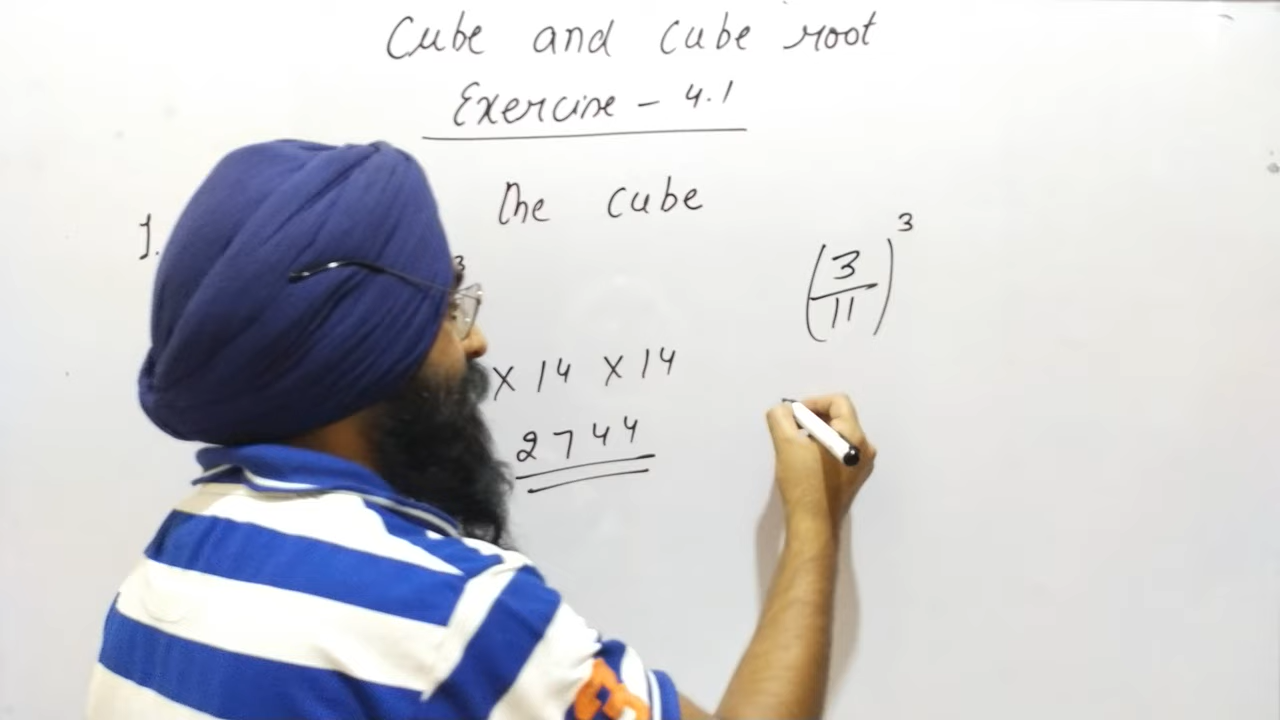 Cube and cube root
Exercise - 4.1
1. the cube
3
× 14 × 14
2744
(3/11)³